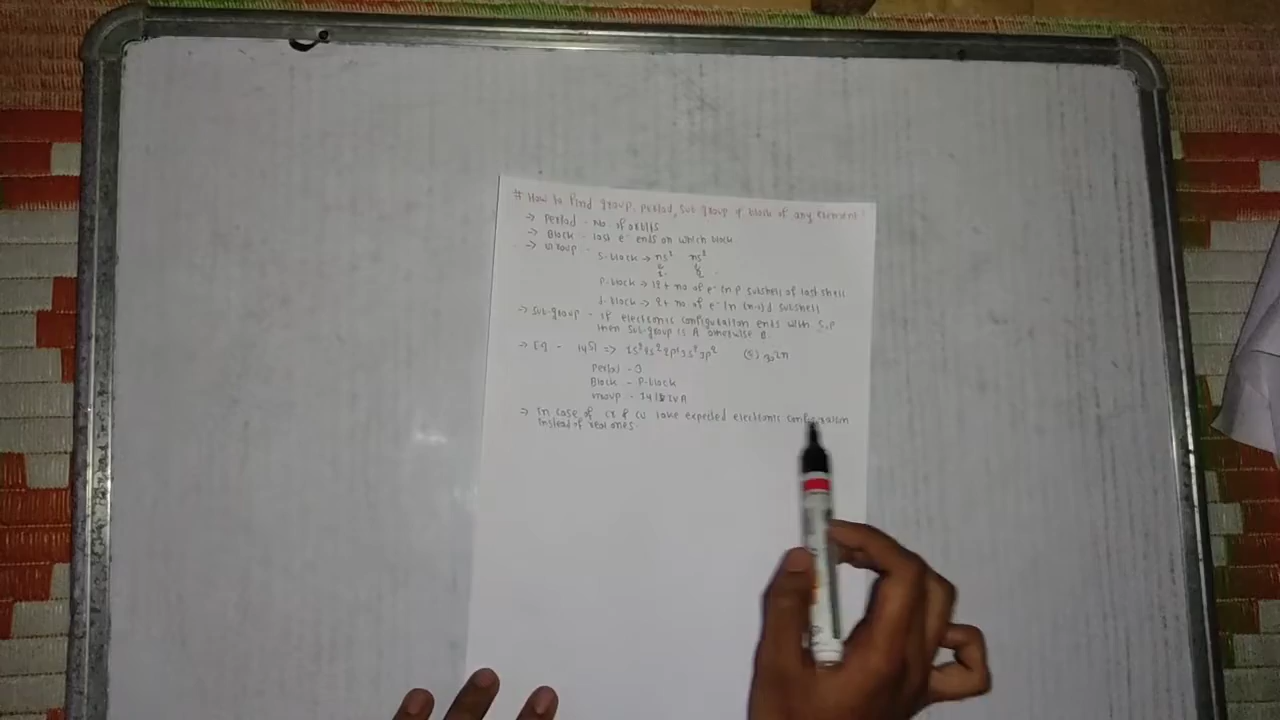 # How to find group, period, sub group & block of any element
→ Period - No. of orbits
→ Block - last e⁻ ends on which block
→ Group -
S-block → ns¹ ns²
↓ ↓
1 2
P-block → 12 + no of e⁻ in p subshell of last shell
d-block → 2 + no of e⁻ in (n-1)d subshell
→ Sub-group - If electronic configuration ends with S,P
then Sub-group is A otherwise B.
→ Eg - 14Si => 1s² 2s² 2p⁶ 3s² 3p²
Period - 3
Block - P-block
Group - 14 / IVA
→ In case of Cr & Cu take expected electronic configuration
instead of real ones.